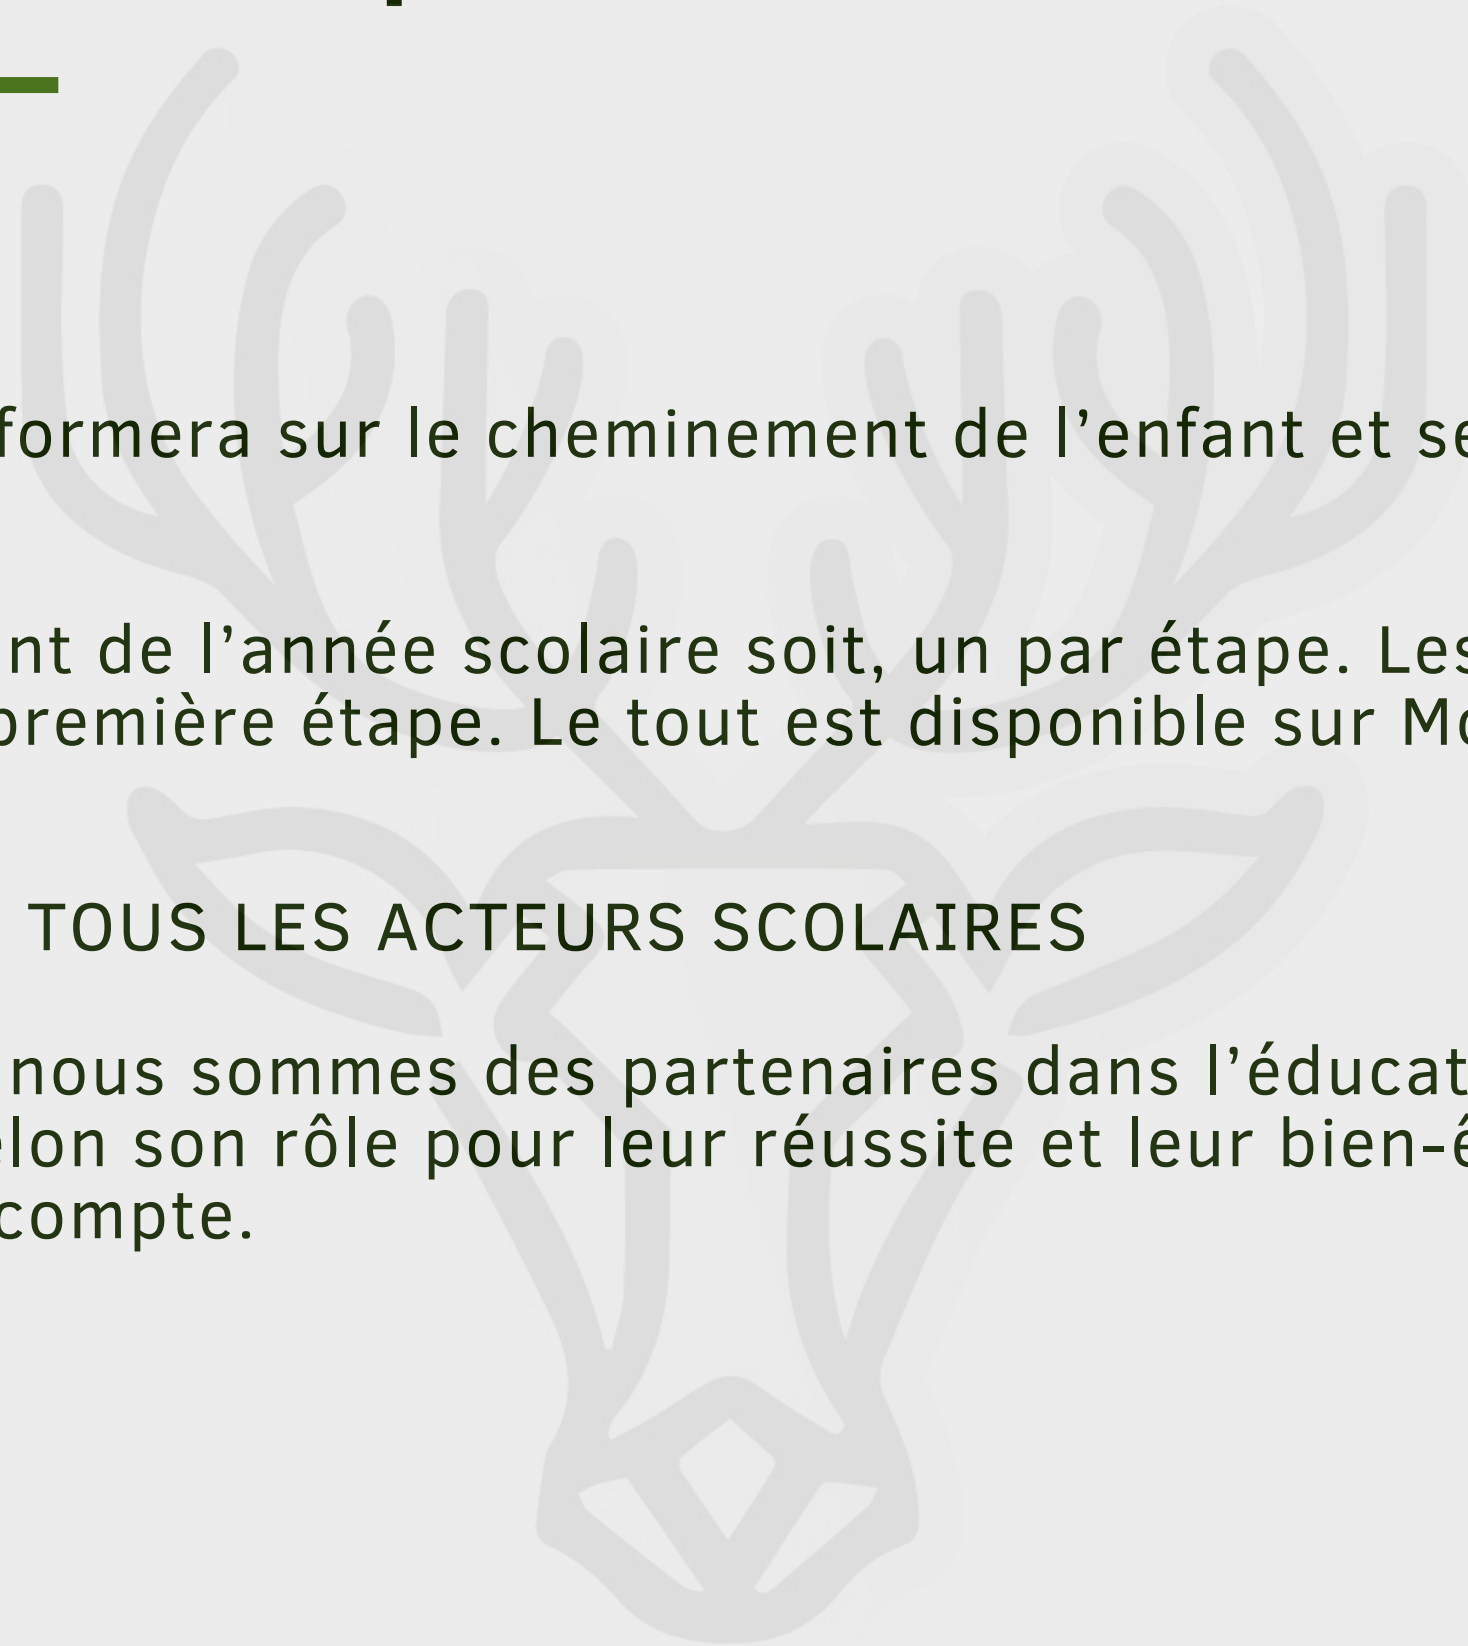 formera sur le cheminement de l’enfant et se
nt de l’année scolaire soit, un par étape. Les
première étape. Le tout est disponible sur Mo
TOUS LES ACTEURS SCOLAIRES
nous sommes des partenaires dans l’éducat
elon son rôle pour leur réussite et leur bien-ê
compte.